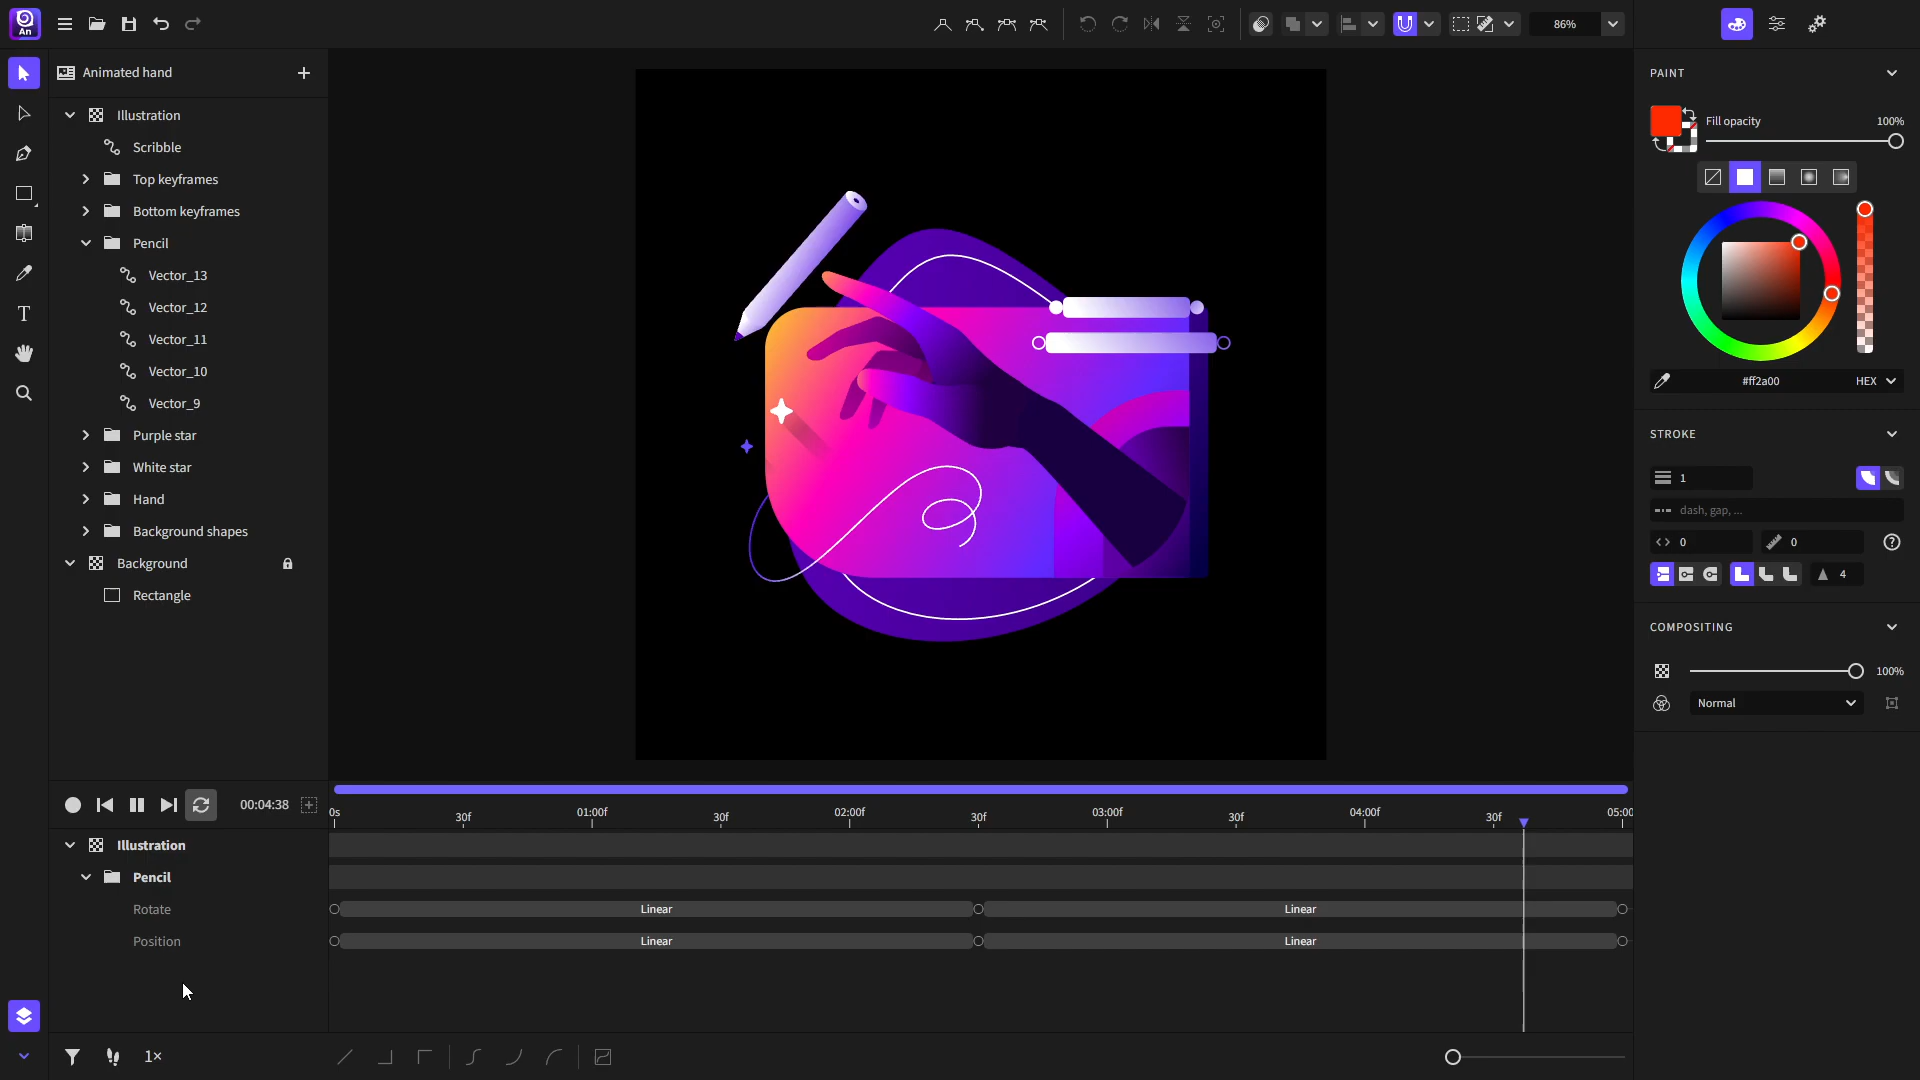 An
86%
Animated hand
Illustration
Scribble
Top keyframes
Bottom keyframes
Pencil
Vector_13
Vector_12
Vector_11
Vector_10
Vector_9
Purple star
White star
Hand
Background shapes
Background
Rectangle
PAINT
Fill opacity 100%
#ff2a00 HEX
STROKE
1
dash, gap, ...
0 0
4
COMPOSITING
100%
Normal
00:04:38
0s 30f 01:00f 30f 02:00f 30f 03:00f 30f 04:00f 30f 05:00
Illustration
Pencil
Rotate Linear Linear
Position Linear Linear
1×